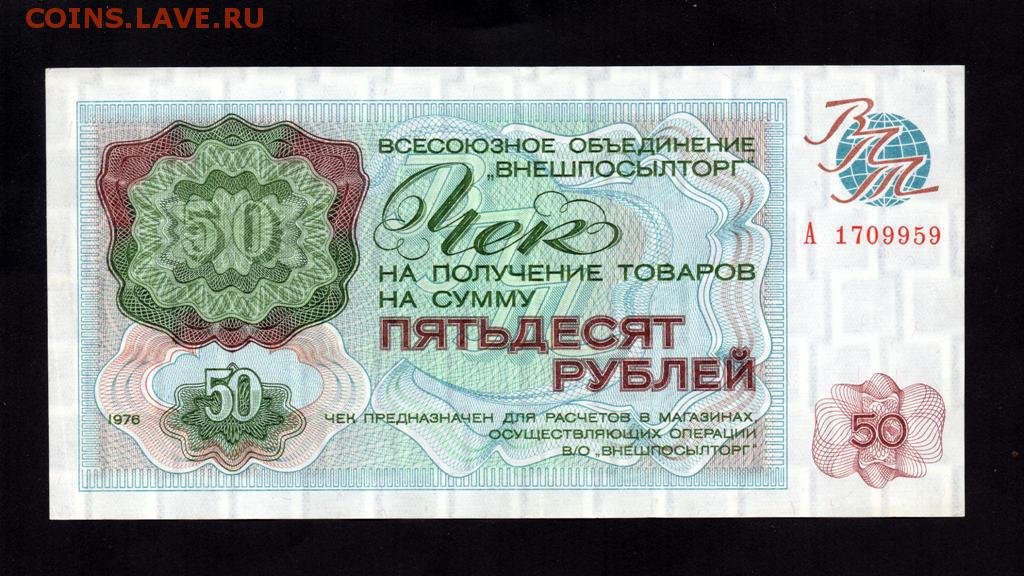 COINS.LAVE.RU
ВСЕСОЮЗНОЕ ОБЪЕДИНЕНИЕ
„ВНЕШПОСЫЛТОРГ"
ВПТ
50
Чек
А 1709959
НА ПОЛУЧЕНИЕ ТОВАРОВ
НА СУММУ
ПЯТЬДЕСЯТ
РУБЛЕЙ
50
1976
ЧЕК ПРЕДНАЗНАЧЕН ДЛЯ РАСЧЕТОВ В МАГАЗИНАХ,
ОСУЩЕСТВЛЯЮЩИХ ОПЕРАЦИИ
В/О „ВНЕШПОСЫЛТОРГ"
50